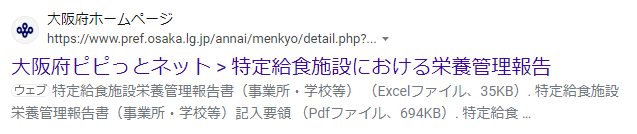 大阪府ホームページ
https://www.pref.osaka.lg.jp/annai/menkyo/detail.php?...
大阪府ピピっとネット > 特定給食施設における栄養管理報告
ウェブ 特定給食施設栄養管理報告書（事業所・学校等） （Excelファイル、35KB）. 特定給食施設
栄養管理報告書（事業所・学校等）記入要領 （Pdfファイル、694KB）. 特定給食 …